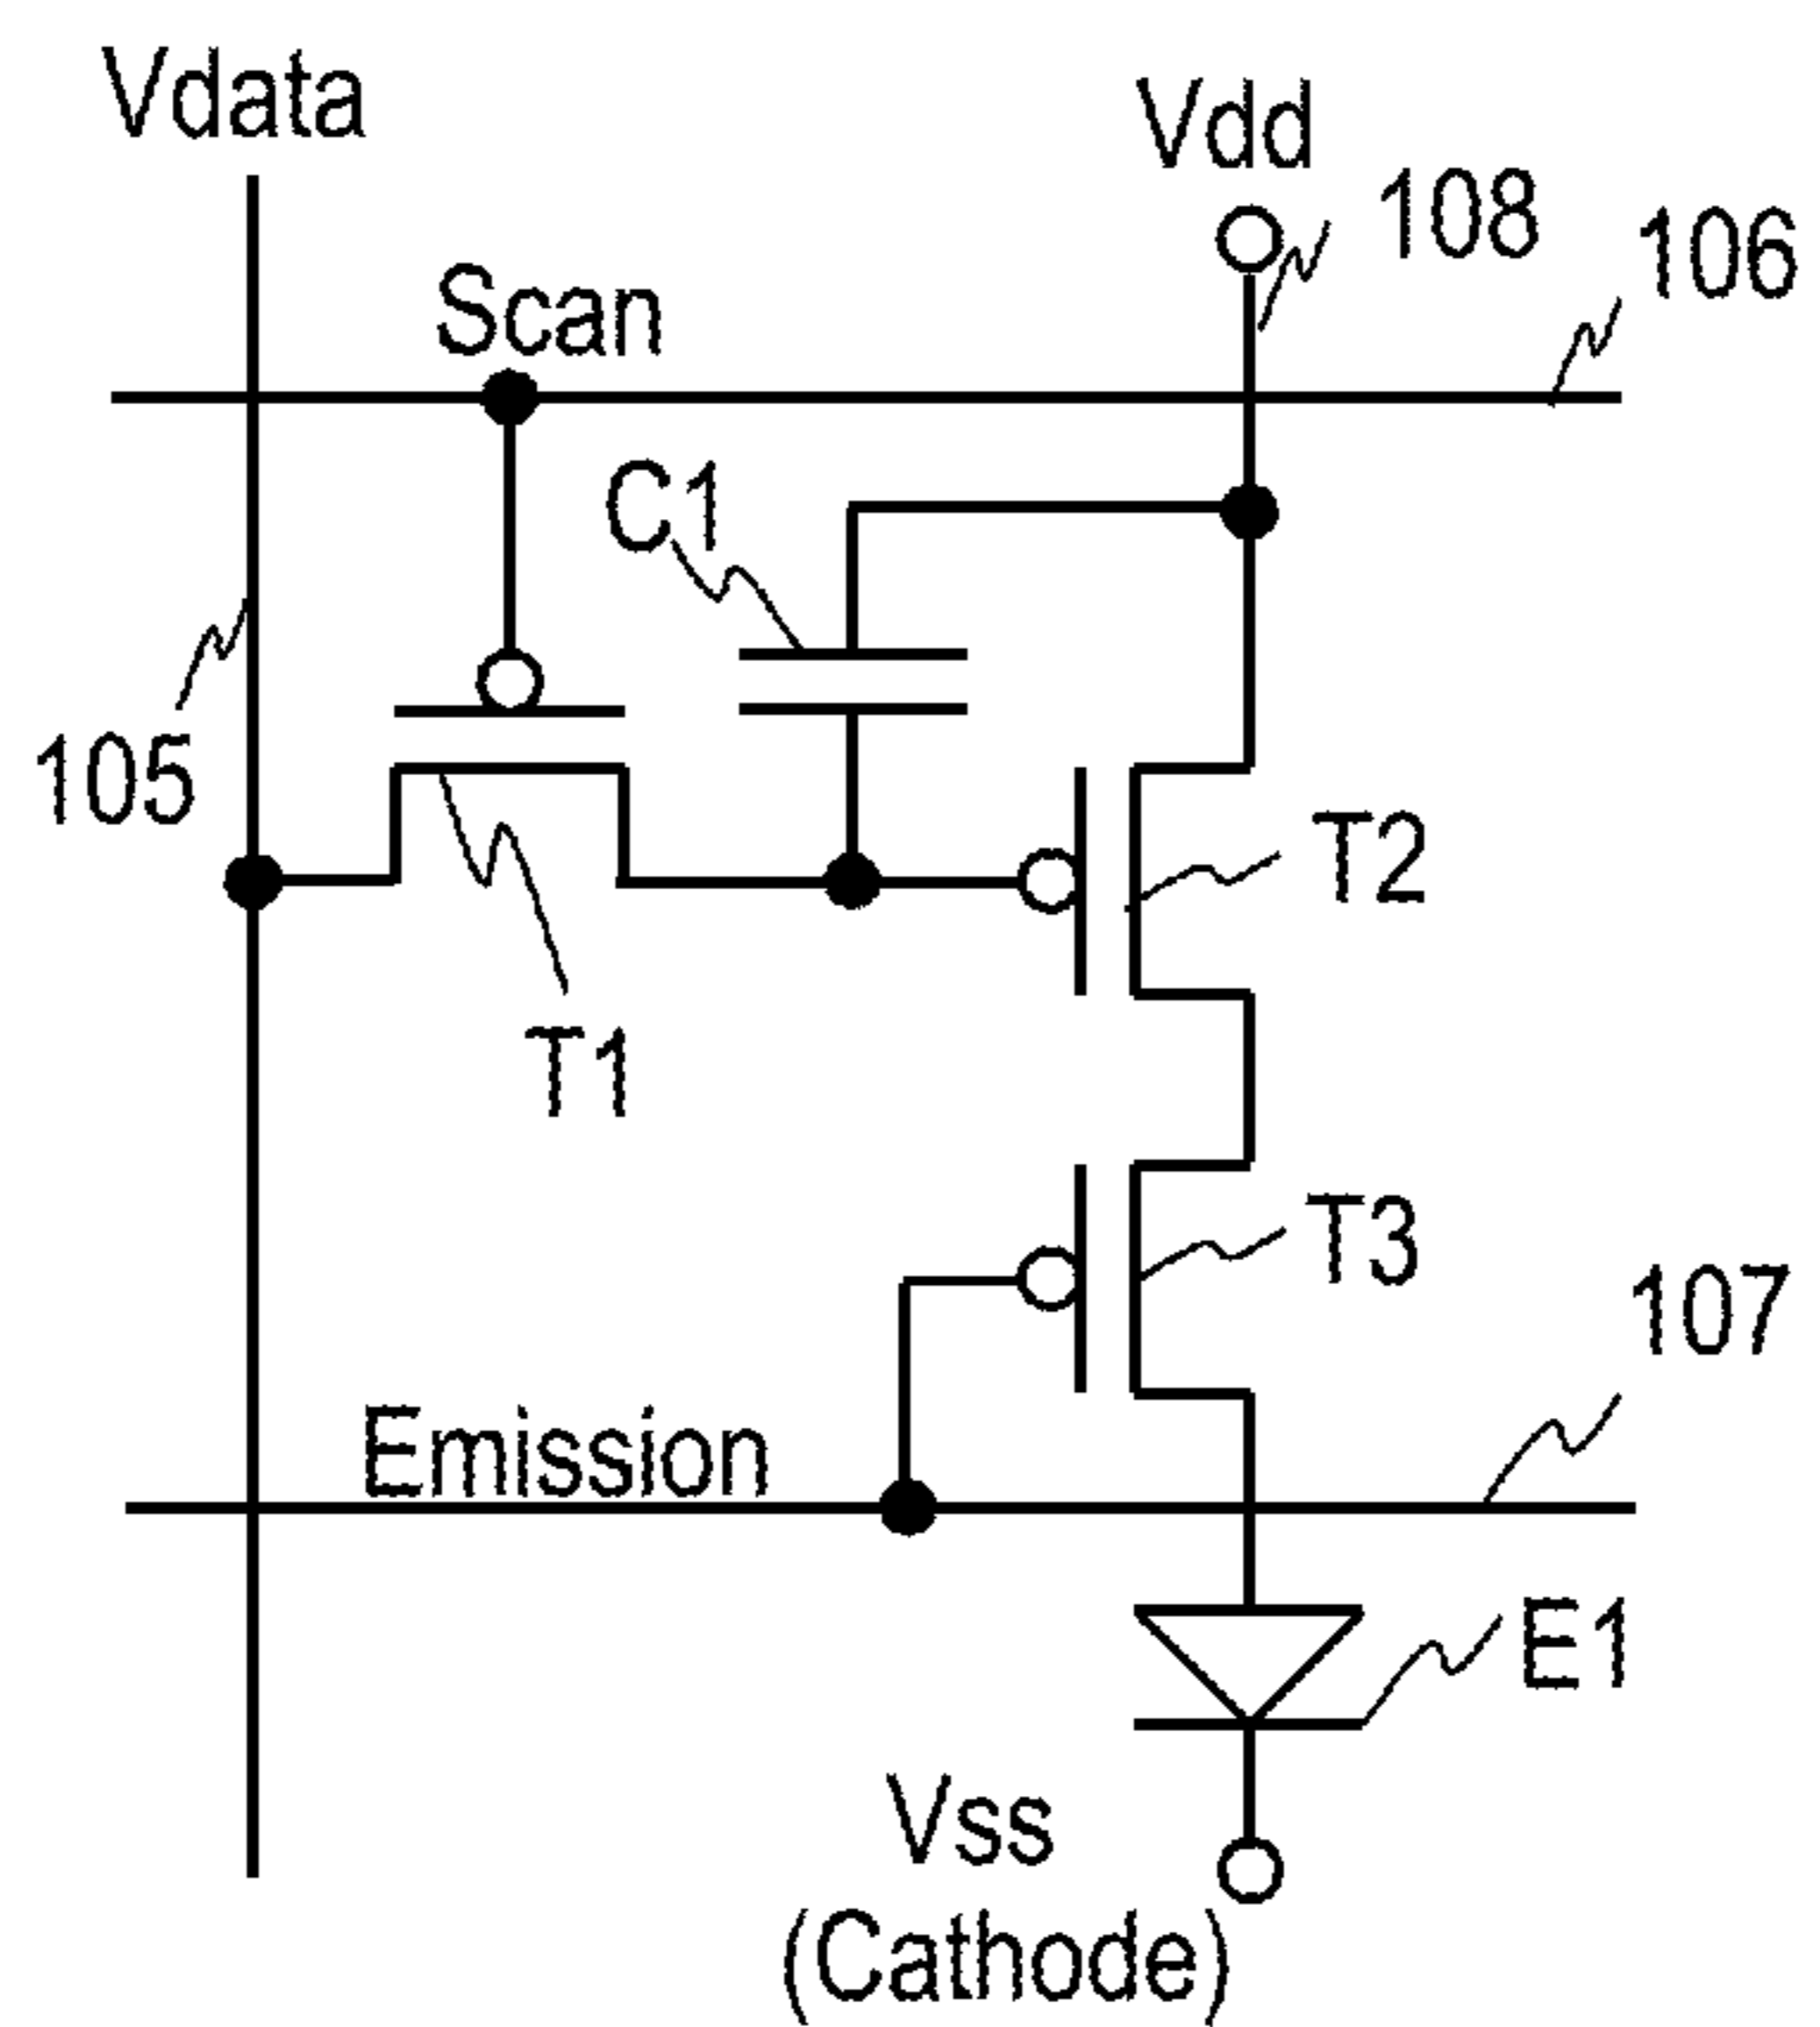 Vdata
Vdd
108
106
Scan
C1
105
T2
T1
T3
107
Emission
E1
Vss
(Cathode)